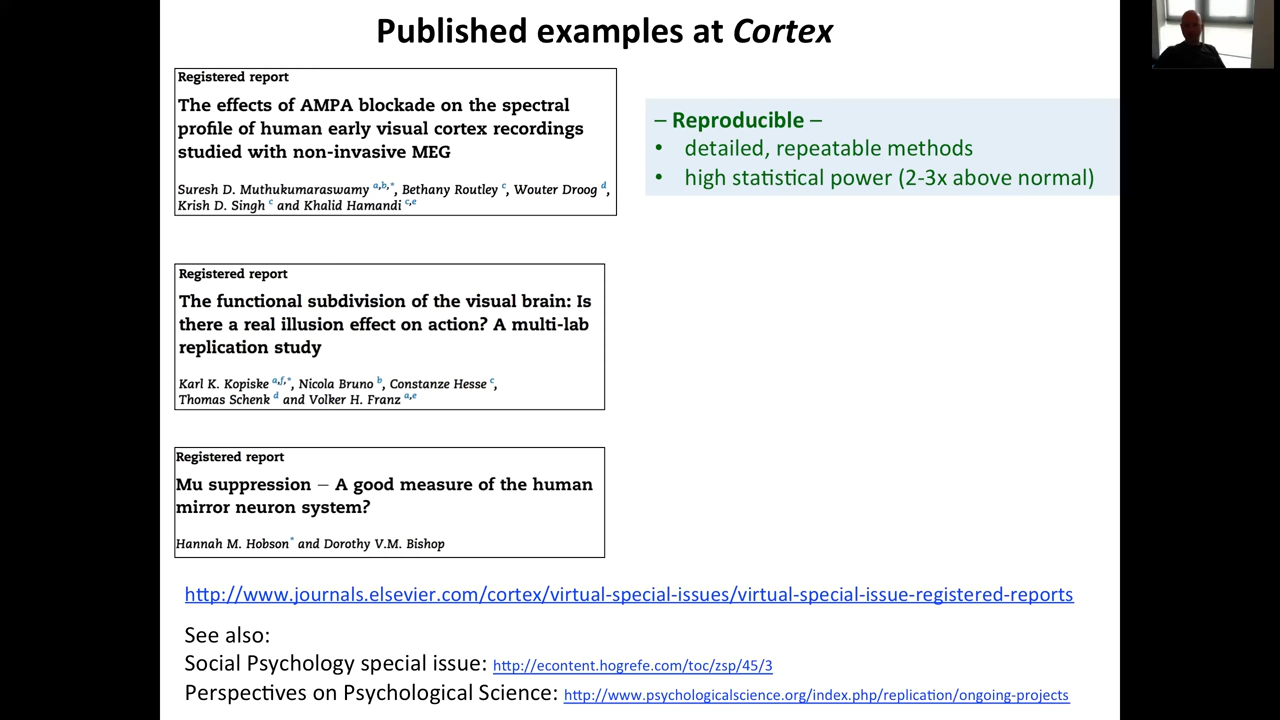 Published examples at Cortex
Registered report
The effects of AMPA blockade on the spectral
profile of human early visual cortex recordings
studied with non-invasive MEG
Suresh D. Muthukumaraswamy a,b,*, Bethany Routley c, Wouter Droog d,
Krish D. Singh c and Khalid Hamandi c,e
– Reproducible –
• detailed, repeatable methods
• high statistical power (2-3x above normal)
Registered report
The functional subdivision of the visual brain: Is
there a real illusion effect on action? A multi-lab
replication study
Karl K. Kopiske a,f,*, Nicola Bruno b, Constanze Hesse c,
Thomas Schenk d and Volker H. Franz a,e
Registered report
Mu suppression – A good measure of the human
mirror neuron system?
Hannah M. Hobson* and Dorothy V.M. Bishop
http://www.journals.elsevier.com/cortex/virtual-special-issues/virtual-special-issue-registered-reports
See also:
Social Psychology special issue: http://econtent.hogrefe.com/toc/zsp/45/3
Perspectives on Psychological Science: http://www.psychologicalscience.org/index.php/replication/ongoing-projects